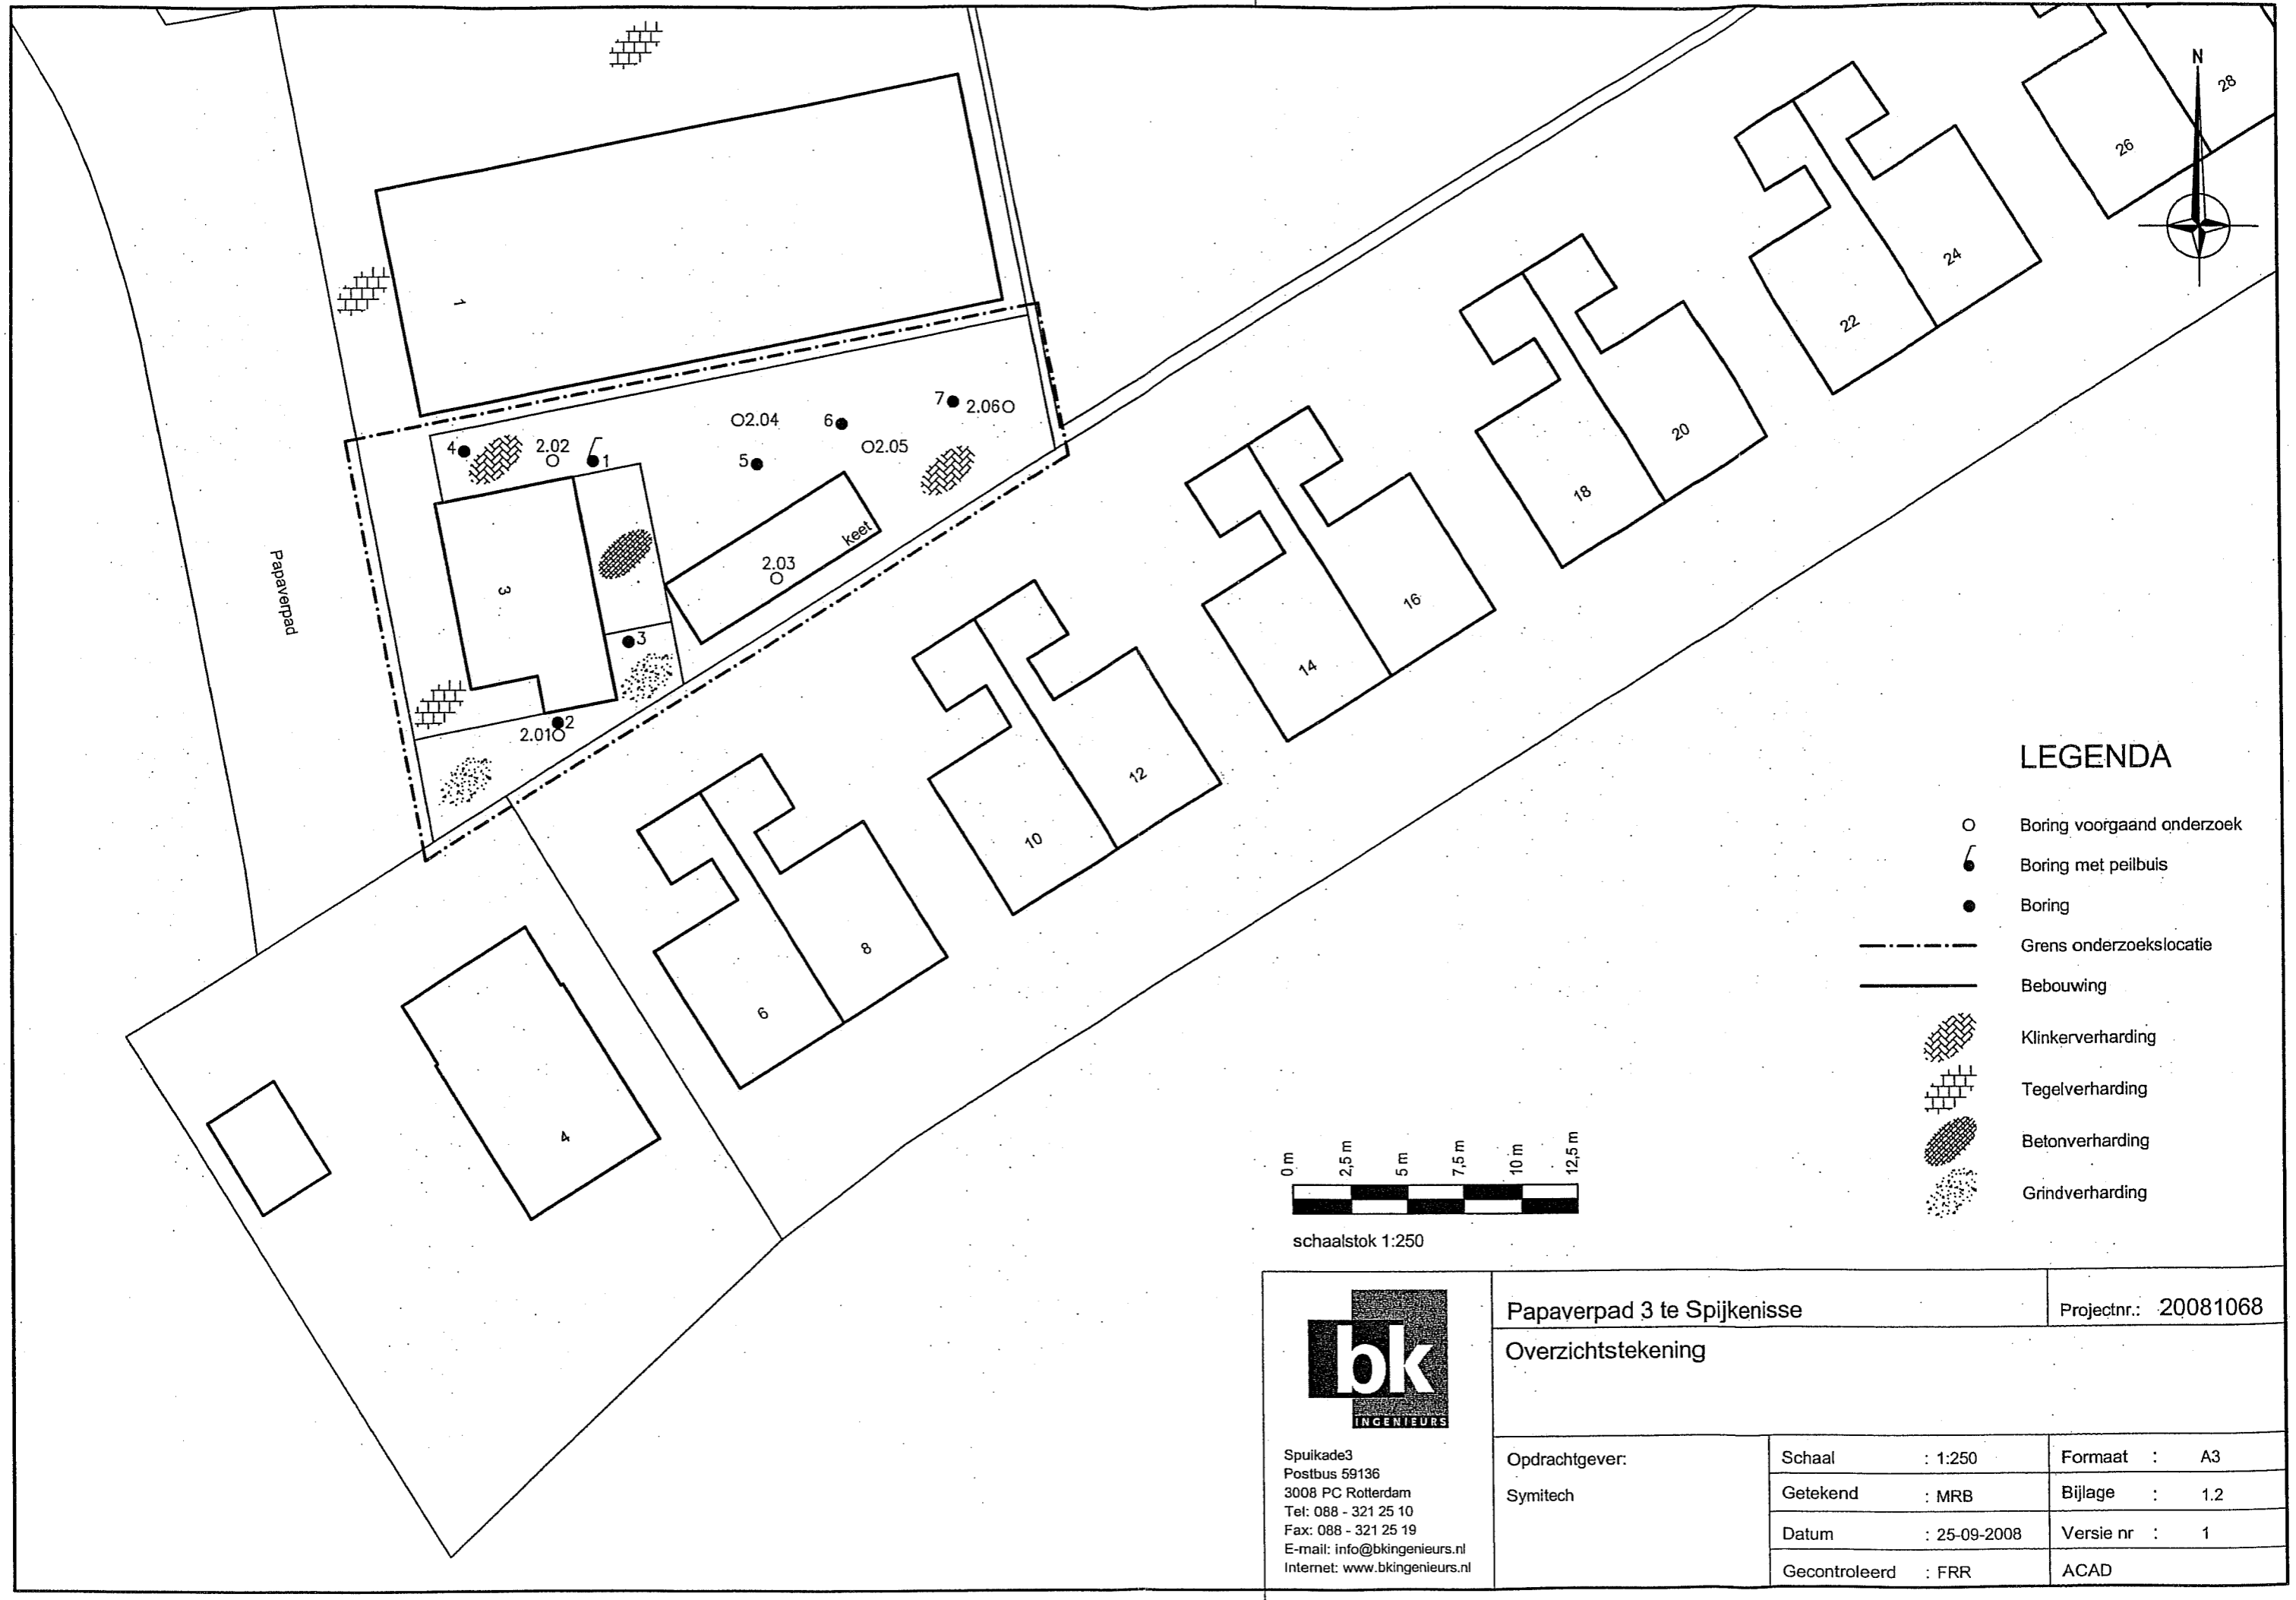 N
28
26
24
22
20
18
16
14
12
10
8
6
4
1
3
Papaverpad
keet
4
2.02
1
2.04
5
6
2.05
7
2.06
2.03
3
2
2.01
LEGENDA
Boring voorgaand onderzoek
Boring met peilbuis
Boring
Grens onderzoekslocatie
Bebouwing
Klinkerverharding
Tegelverharding
Betonverharding
Grindverharding
0 m
2,5 m
5 m
7,5 m
10 m
12,5 m
schaalstok 1:250
bk
INGENIEURS
Spuikade3
Postbus 59136
3008 PC Rotterdam
Tel: 088 - 321 25 10
Fax: 088 - 321 25 19
E-mail: info@bkingenieurs.nl
Internet: www.bkingenieurs.nl
Papaverpad 3 te Spijkenisse
Projectnr.: 20081068
Overzichtstekening
Opdrachtgever:
Symitech
Schaal : 1:250
Formaat : A3
Getekend : MRB
Bijlage : 1.2
Datum : 25-09-2008
Versie nr : 1
Gecontroleerd : FRR
ACAD